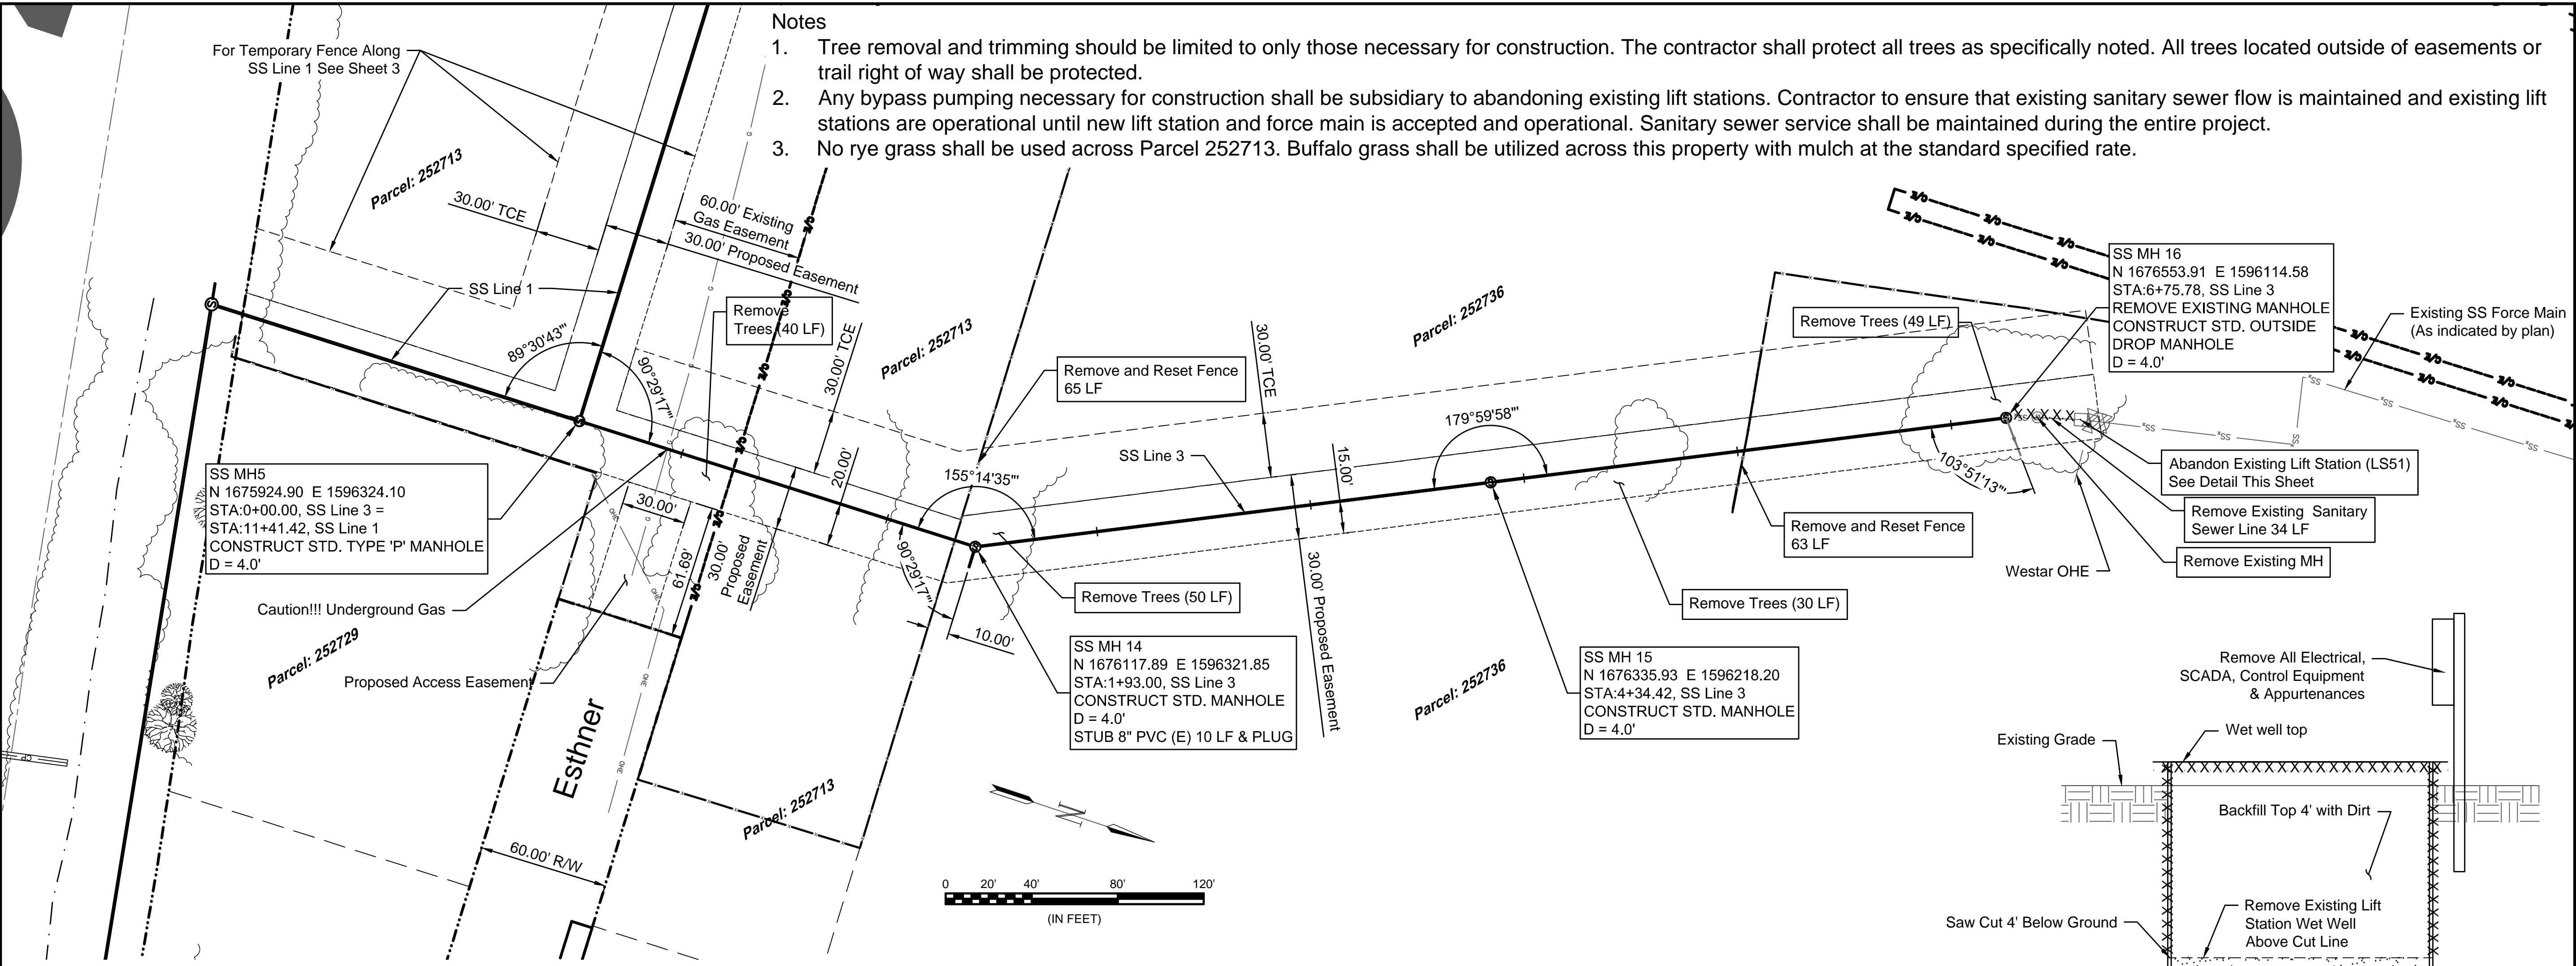 Notes
1. Tree removal and trimming should be limited to only those necessary for construction. The contractor shall protect all trees as specifically noted. All trees located outside of easements or
trail right of way shall be protected.
2. Any bypass pumping necessary for construction shall be subsidiary to abandoning existing lift stations. Contractor to ensure that existing sanitary sewer flow is maintained and existing lift
stations are operational until new lift station and force main is accepted and operational. Sanitary sewer service shall be maintained during the entire project.
3. No rye grass shall be used across Parcel 252713. Buffalo grass shall be utilized across this property with mulch at the standard specified rate.
For Temporary Fence Along
SS Line 1 See Sheet 3
Parcel: 252713
30.00' TCE
60.00' Existing
Gas Easement
30.00' Proposed Easement
SS Line 1
Remove
Trees (40 LF)
89°30'43"'
90°29'17"'
30.00' TCE
Parcel: 252713
Remove and Reset Fence
65 LF
30.00' TCE
Parcel: 252736
Remove Trees (49 LF)
SS MH 16
N 1676553.91 E 1596114.58
STA:6+75.78, SS Line 3
REMOVE EXISTING MANHOLE
CONSTRUCT STD. OUTSIDE
DROP MANHOLE
D = 4.0'
Existing SS Force Main
(As indicated by plan)
SS MH5
N 1675924.90 E 1596324.10
STA:0+00.00, SS Line 3 =
STA:11+41.42, SS Line 1
CONSTRUCT STD. TYPE 'P' MANHOLE
D = 4.0'
30.00'
61.69'
30.00'
Proposed
Easement
20.00'
155°14'35"'
90°29'17"'
10.00'
SS Line 3
15.00'
179°59'58"'
103°51'13"'
Abandon Existing Lift Station (LS51)
See Detail This Sheet
Remove Existing Sanitary
Sewer Line 34 LF
Remove Existing MH
Remove and Reset Fence
63 LF
Westar OHE
Caution!!! Underground Gas
Parcel: 252729
Proposed Access Easement
Remove Trees (50 LF)
Remove Trees (30 LF)
30.00' Proposed Easement
SS MH 14
N 1676117.89 E 1596321.85
STA:1+93.00, SS Line 3
CONSTRUCT STD. MANHOLE
D = 4.0'
STUB 8" PVC (E) 10 LF & PLUG
SS MH 15
N 1676335.93 E 1596218.20
STA:4+34.42, SS Line 3
CONSTRUCT STD. MANHOLE
D = 4.0'
Parcel: 252736
Esthner
Parcel: 252713
60.00' R/W
N
0 20' 40' 80' 120'
(IN FEET)
Remove All Electrical,
SCADA, Control Equipment
& Appurtenances
Existing Grade
Wet well top
Backfill Top 4' with Dirt
Saw Cut 4' Below Ground
Remove Existing Lift
Station Wet Well
Above Cut Line